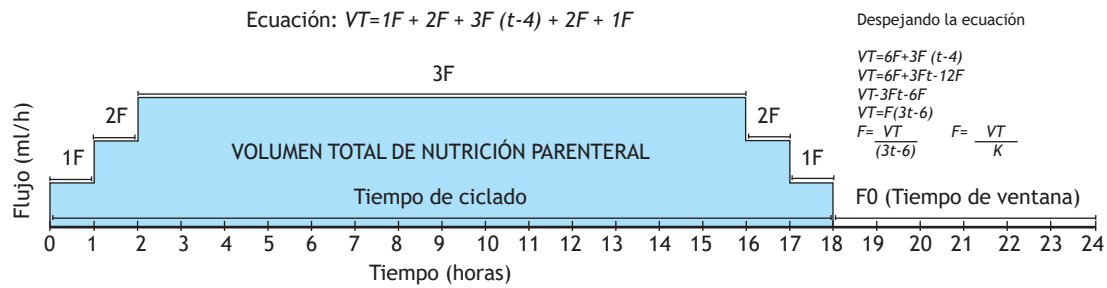 Ecuación: VT=1F + 2F + 3F (t-4) + 2F + 1F
Despejando la ecuación
VT=6F+3F (t-4)
VT=6F+3Ft-12F
VT-3Ft-6F
VT=F(3t-6)
F= VT
(3t-6)
F= VT
K
3F
2F
2F
1F
1F
Flujo (ml/h)
VOLUMEN TOTAL DE NUTRICIÓN PARENTERAL
Tiempo de ciclado
F0 (Tiempo de ventana)
0 1 2 3 4 5 6 7 8 9 10 11 12 13 14 15 16 17 18 19 20 21 22 23 24
Tiempo (horas)